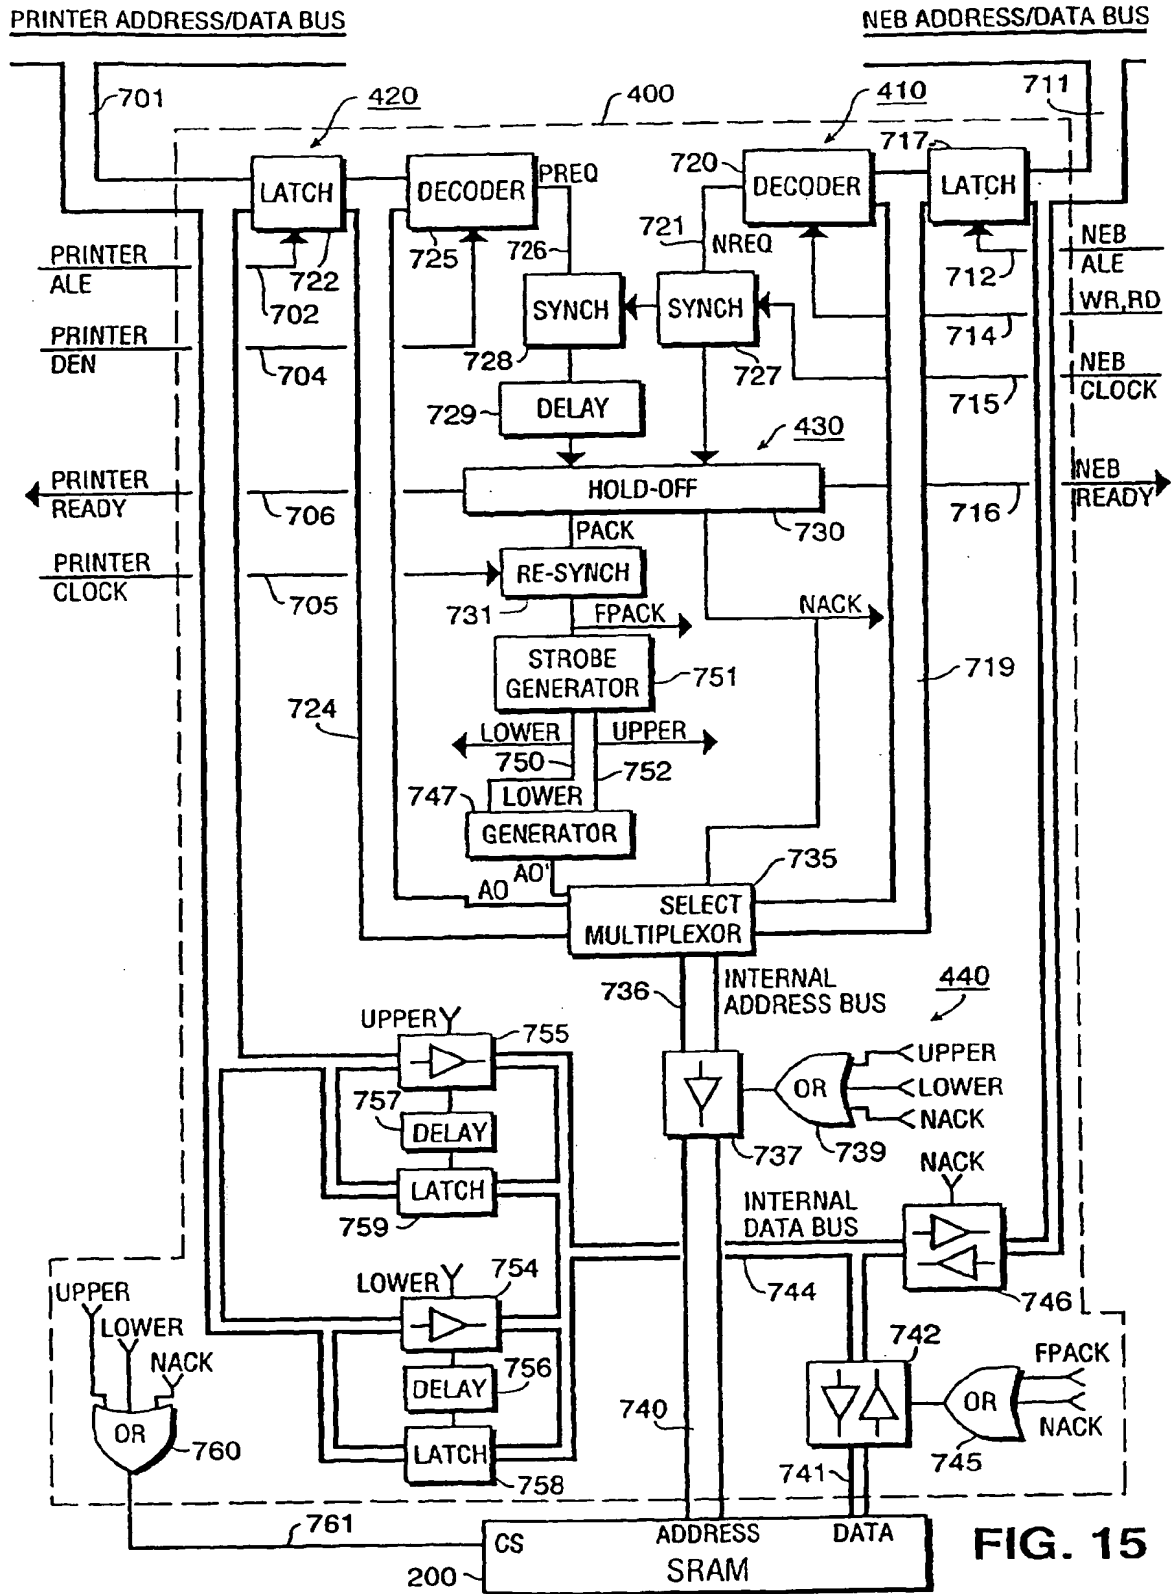 PRINTER ADDRESS/DATA BUS
NEB ADDRESS/DATA BUS
701
420
400
410
711
717
LATCH
DECODER
PREQ
720
DECODER
LATCH
722
725
726
721
NREQ
PRINTER
ALE
702
712
NEB
ALE
SYNCH
SYNCH
WR,RD
714
PRINTER
DEN
704
728
727
NEB
CLOCK
715
729
DELAY
430
PRINTER
READY
706
HOLD-OFF
730
716
NEB
READY
PACK
PRINTER
CLOCK
705
RE-SYNCH
731
FPACK
NACK
STROBE
GENERATOR
751
719
724
LOWER
UPPER
750
752
747
LOWER
GENERATOR
AO'
AO
735
SELECT
MULTIPLEXOR
736
INTERNAL
ADDRESS BUS
440
UPPER
755
UPPER
OR
LOWER
NACK
757
DELAY
737
739
LATCH
759
NACK
INTERNAL
DATA BUS
744
746
LOWER
754
UPPER
LOWER
NACK
742
FPACK
756
DELAY
OR
NACK
740
OR
760
LATCH
758
741
745
761
CS
ADDRESS
DATA
SRAM
200
FIG. 15